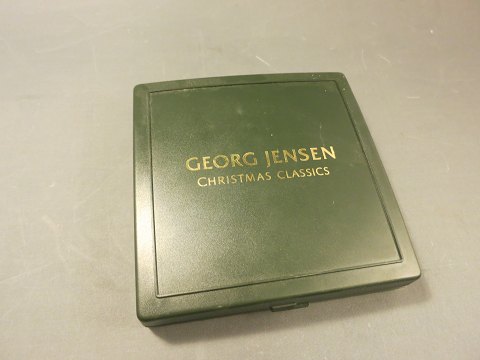 GEORG JENSEN
CHRISTMAS CLASSICS